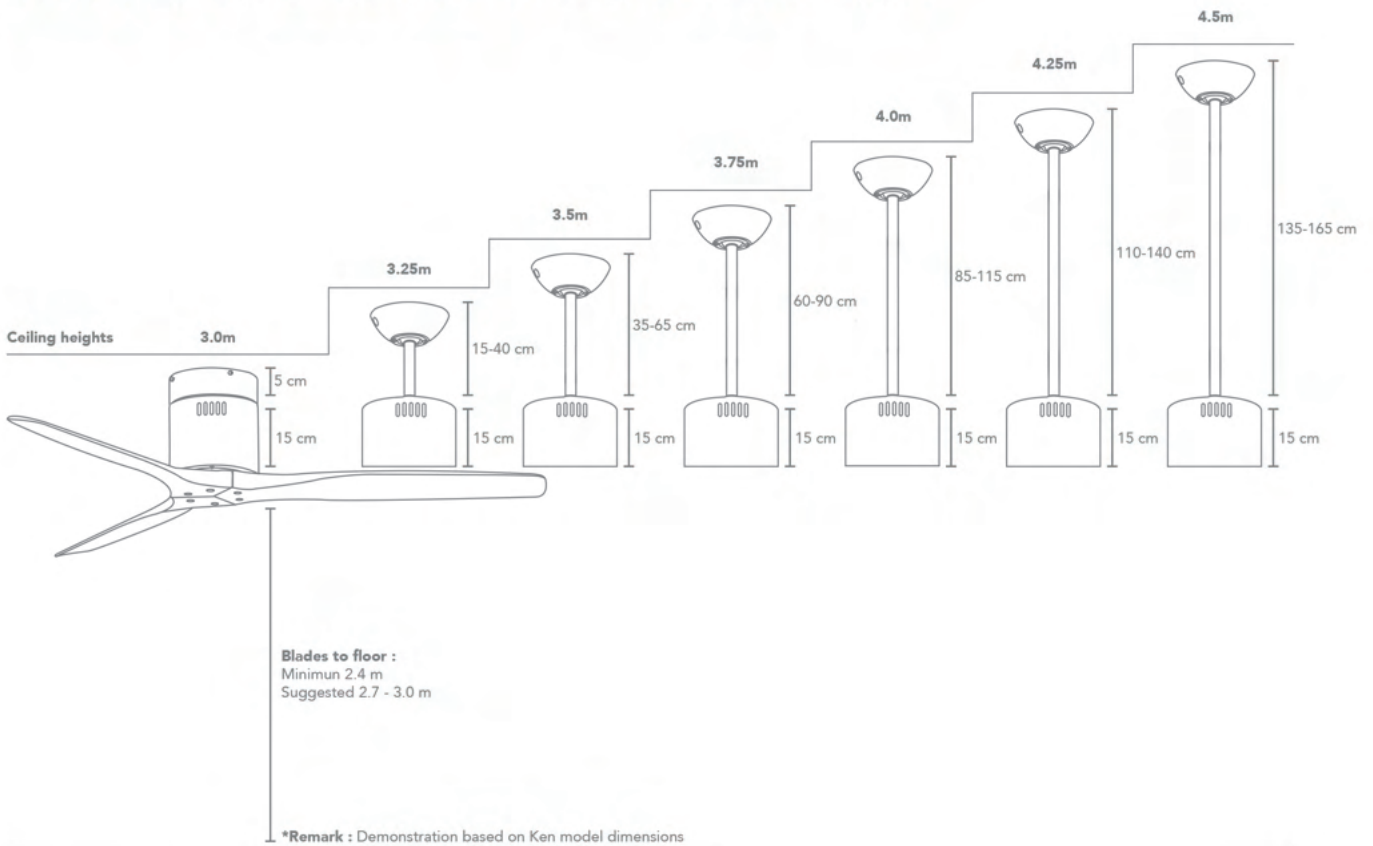 4.5m
4.25m
4.0m
3.75m
3.5m
3.25m
Ceiling heights 3.0m
135-165 cm
110-140 cm
85-115 cm
60-90 cm
35-65 cm
15-40 cm
5 cm
15 cm 15 cm 15 cm 15 cm 15 cm 15 cm 15 cm
Blades to floor :
Minimun 2.4 m
Suggested 2.7 - 3.0 m
*Remark : Demonstration based on Ken model dimensions